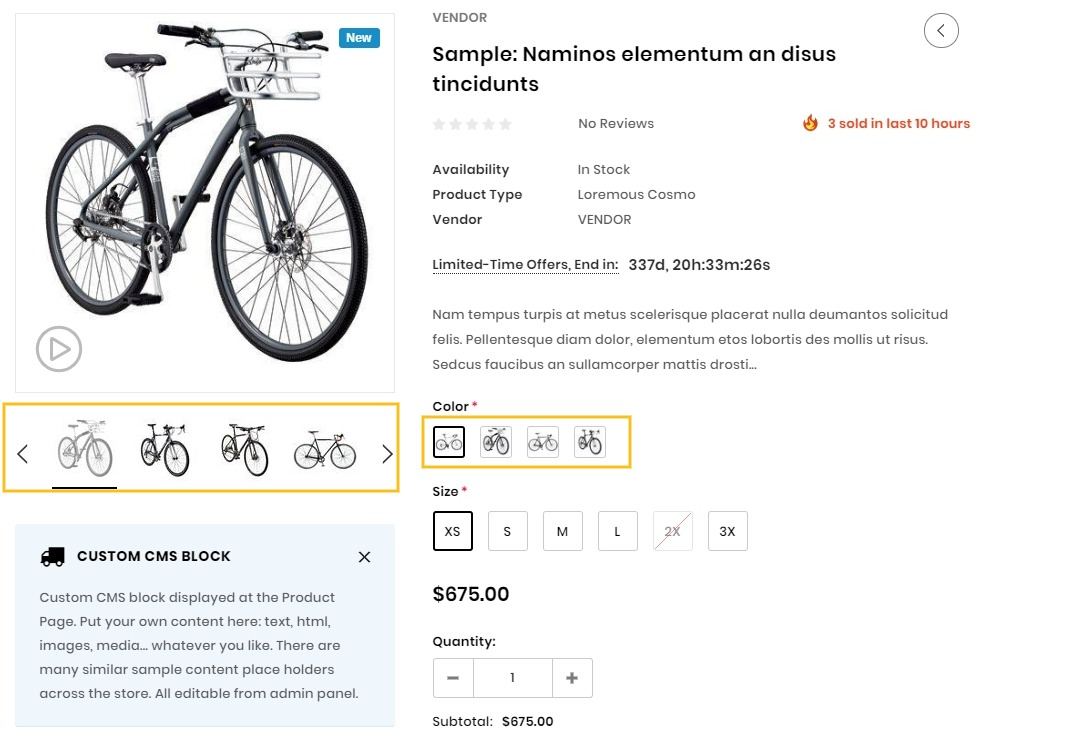 New
VENDOR
Sample: Naminos elementum an disus
tincidunts
No Reviews
3 sold in last 10 hours
Availability In Stock
Product Type Loremous Cosmo
Vendor VENDOR
Limited-Time Offers, End in: 337d, 20h:33m:26s
Nam tempus turpis at metus scelerisque placerat nulla deumantos solicitud
felis. Pellentesque diam dolor, elementum etos lobortis des mollis ut risus.
Sedcus faucibus an sullamcorper mattis drosti...
Color *
Size *
XS S M L 2X 3X
$675.00
Quantity:
− 1 +
Subtotal: $675.00
CUSTOM CMS BLOCK
Custom CMS block displayed at the Product
Page. Put your own content here: text, html,
images, media... whatever you like. There are
many similar sample content place holders
across the store. All editable from admin panel.